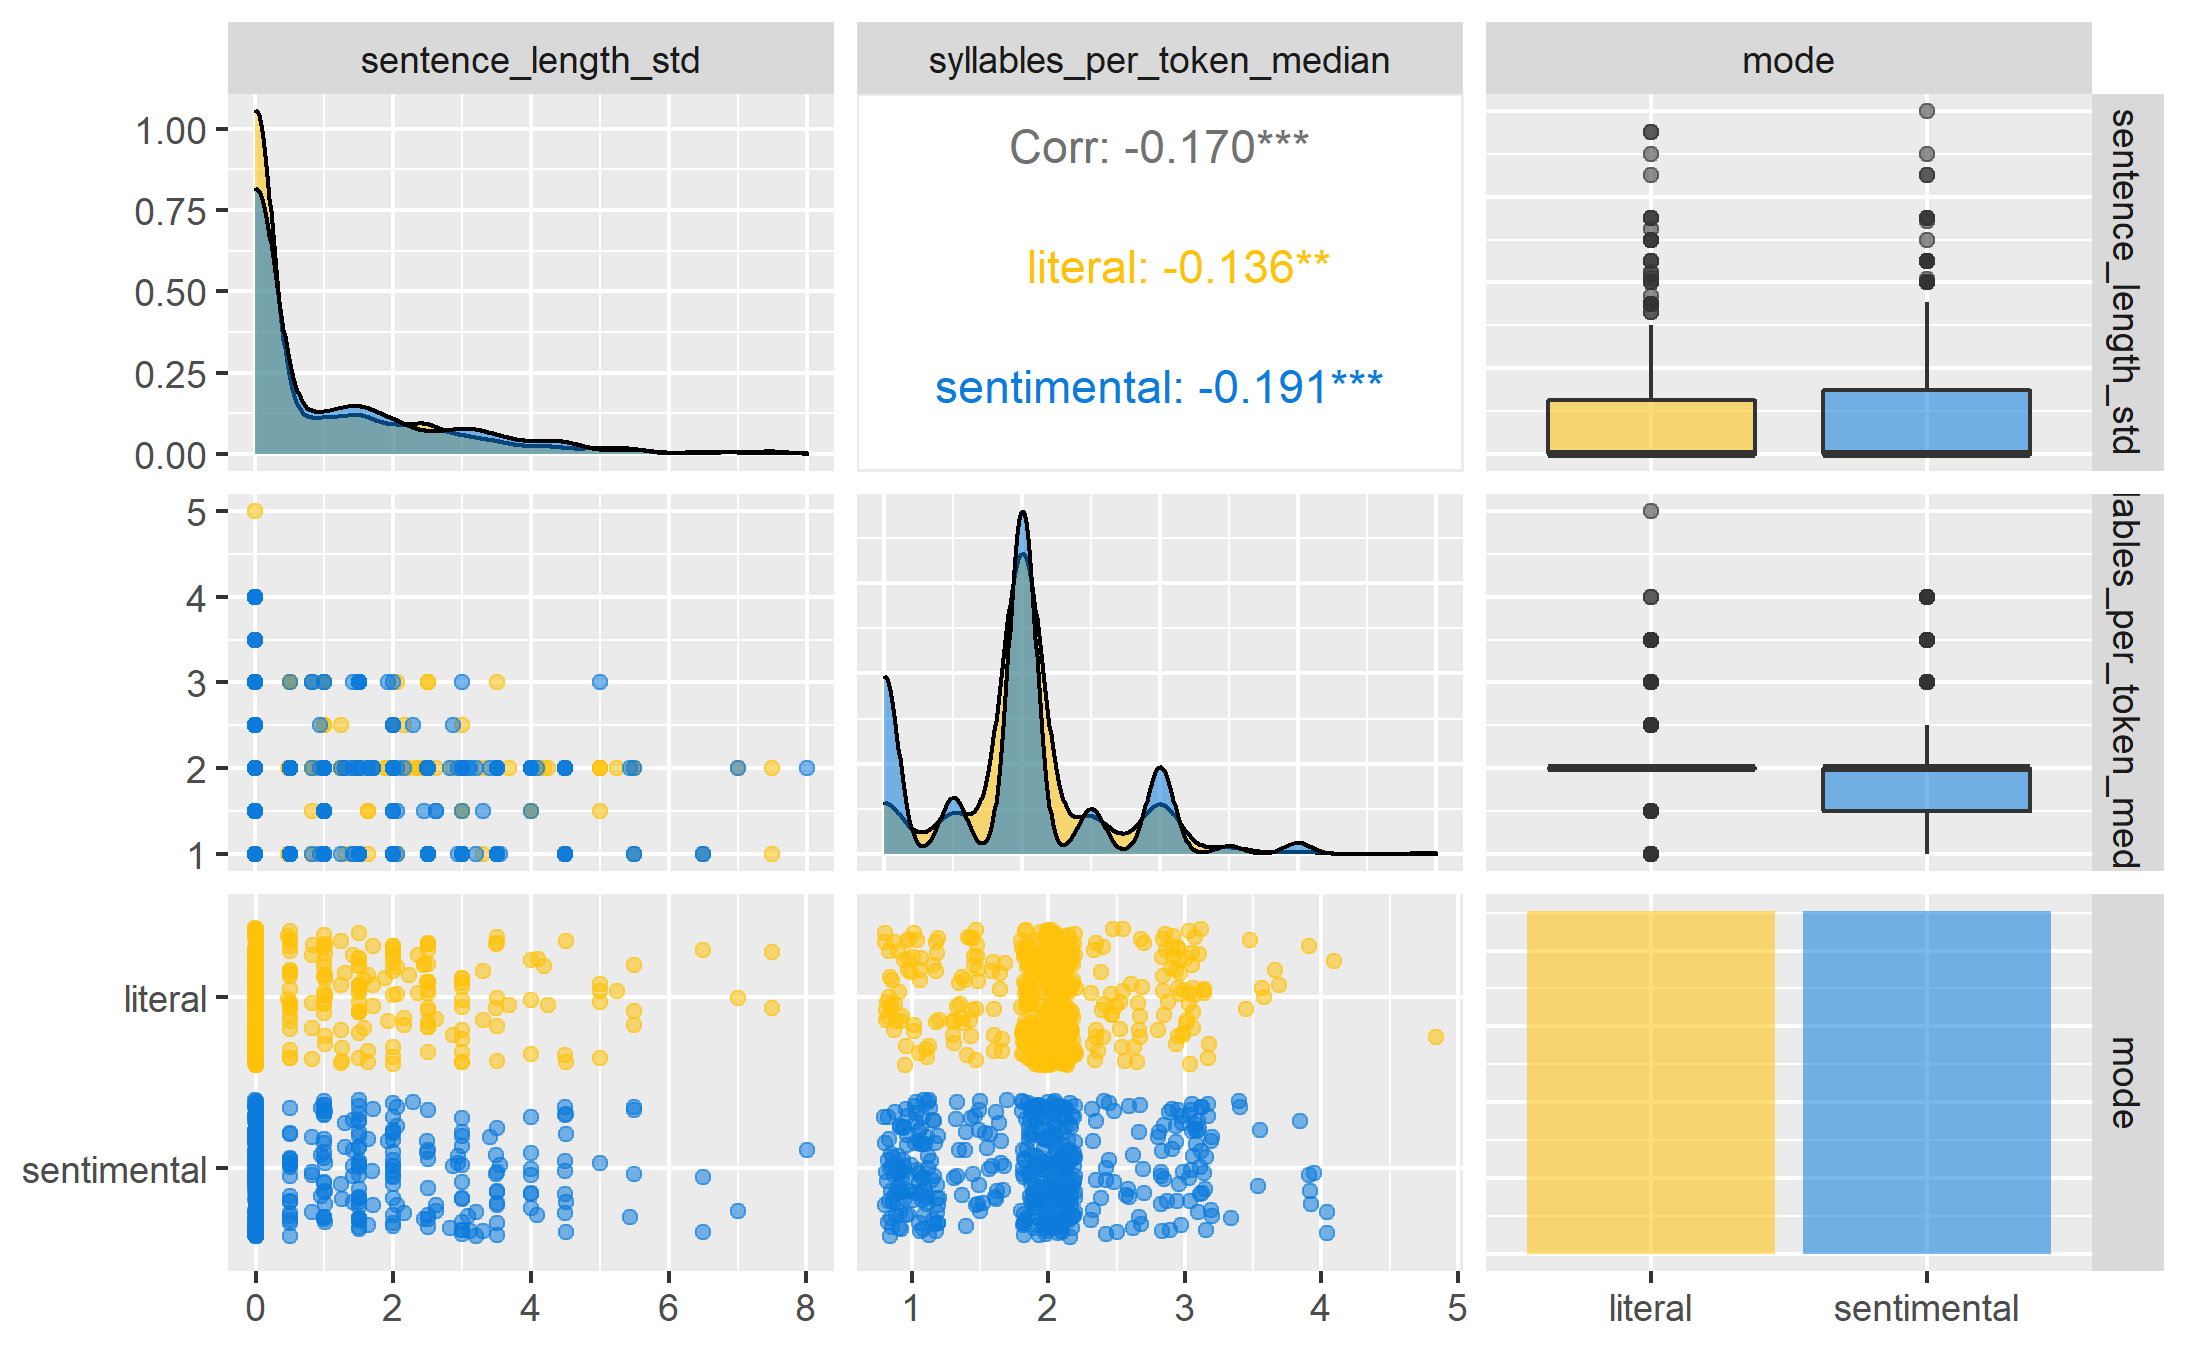 sentence_length_std
syllables_per_token_median
mode
1.00
0.75
0.50
0.25
0.00
Corr: -0.170***
literal: -0.136**
sentimental: -0.191***
sentence_length_std
5
4
3
2
1
lables_per_token_med
literal
sentimental
mode
0 2 4 6 8
1 2 3 4 5
literal sentimental